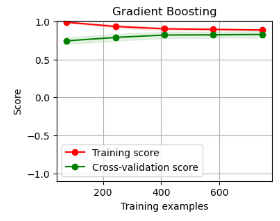 Gradient Boosting
1.0
0.5
0.0
−0.5
−1.0
Score
Training score
Cross-validation score
200 400 600
Training examples